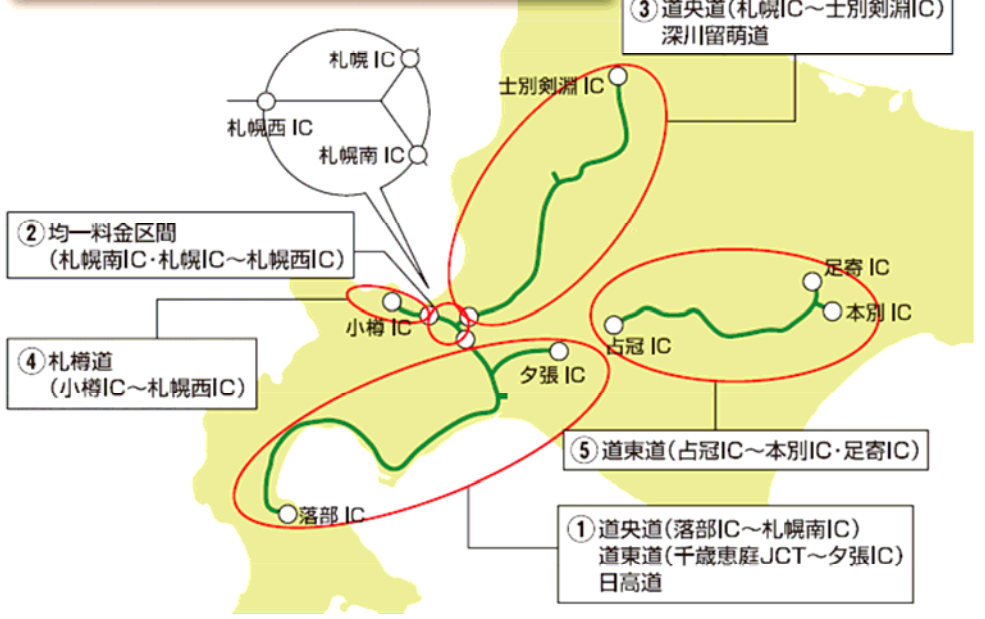 ③ 道央道(札幌IC～士別剣淵IC)
深川留萌道
札幌 IC
士別剣淵 IC
札幌西 IC
札幌南 IC
② 均一料金区間
(札幌南IC・札幌IC～札幌西IC)
足寄 IC
本別 IC
小樽 IC
占冠 IC
④ 札樽道
(小樽IC～札幌西IC)
夕張 IC
⑤ 道東道(占冠IC～本別IC・足寄IC)
落部 IC
① 道央道(落部IC～札幌南IC)
道東道(千歳恵庭JCT～夕張IC)
日高道